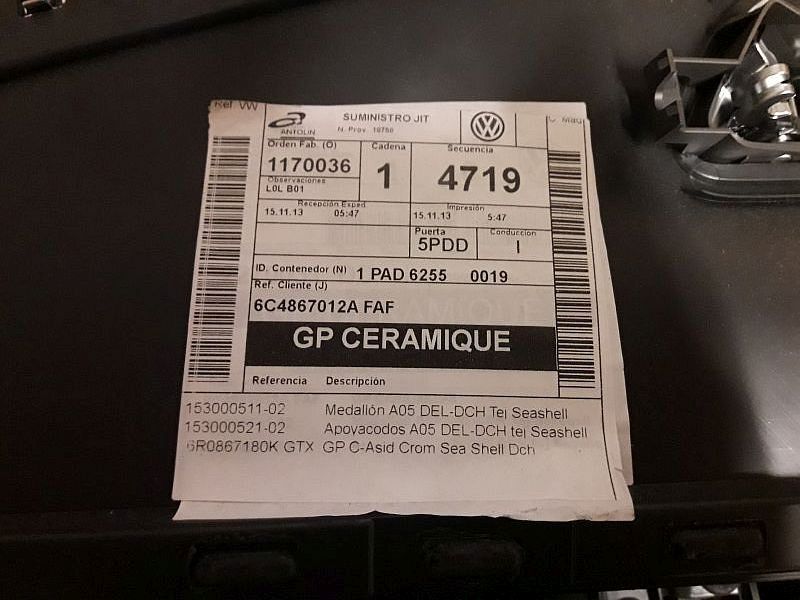 Ref VW
ANTOLIN
SUMINISTRO JIT
N. Prov. 10750
Orden Fab. (O)
Cadena
Secuencia
1170036
1
4719
Observaciones
L0L B01
Recepción Exped
Impresión
15.11.13 05:47
15.11.13 5:47
Puerta
Conducción
5PDD
I
ID. Contenedor (N) 1 PAD 6255 0019
Ref. Cliente (J)
6C4867012A FAF
GP CERAMIQUE
Referencia Descripción
153000511-02 Medallón A05 DEL-DCH Tej Seashell
153000521-02 Apoyacodos A05 DEL-DCH tej Seashell
6R0867180K GTX GP C-Asid Crom Sea Shell Dch